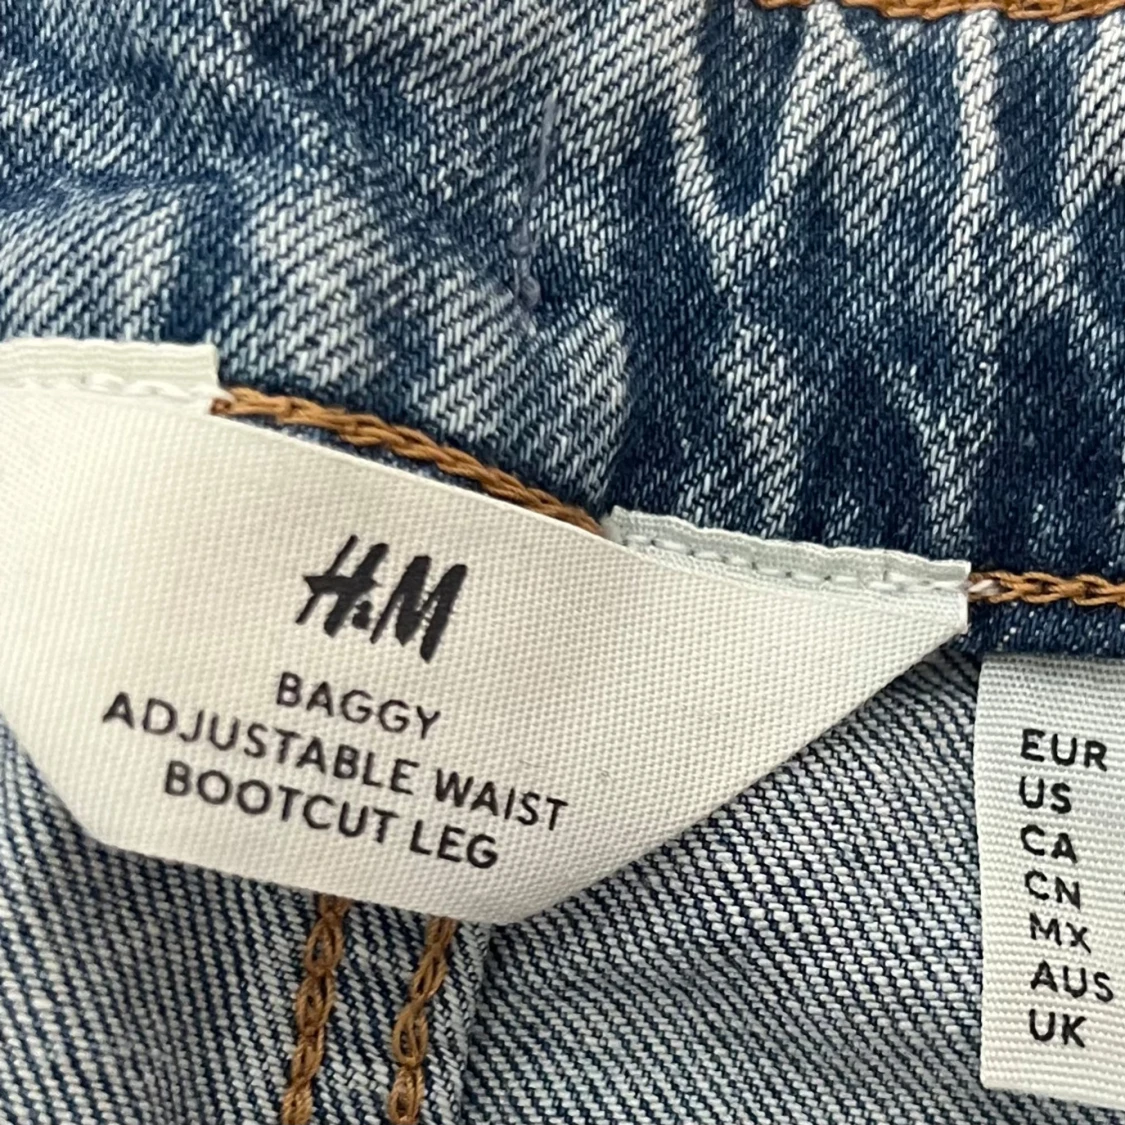 H&M
BAGGY
ADJUSTABLE WAIST
BOOTCUT LEG
EUR
US
CA
CN
MX
AUS
UK